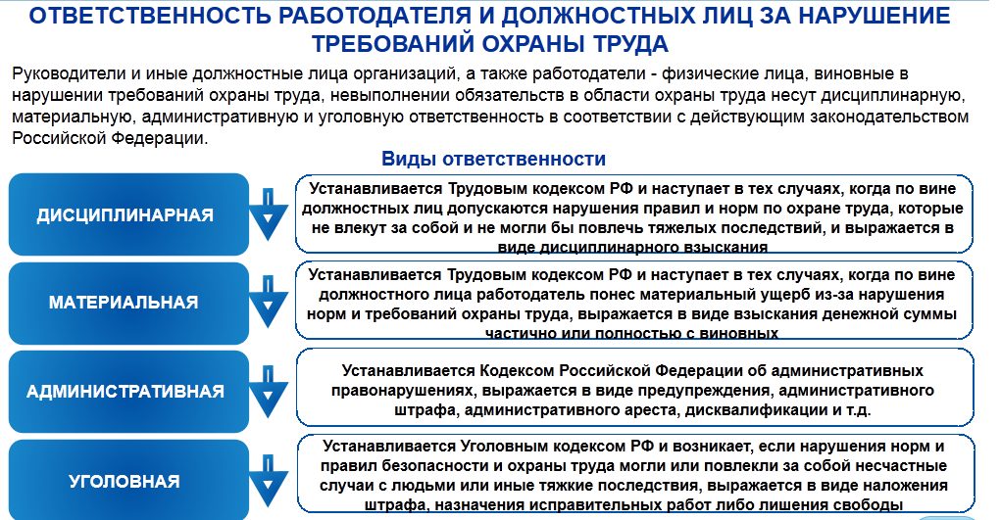 ОТВЕТСТВЕННОСТЬ РАБОТОДАТЕЛЯ И ДОЛЖНОСТНЫХ ЛИЦ ЗА НАРУШЕНИЕ
ТРЕБОВАНИЙ ОХРАНЫ ТРУДА
Руководители и иные должностные лица организаций, а также работодатели - физические лица, виновные в
нарушении требований охраны труда, невыполнении обязательств в области охраны труда несут дисциплинарную,
материальную, административную и уголовную ответственность в соответствии с действующим законодательством
Российской Федерации.
Виды ответственности
ДИСЦИПЛИНАРНАЯ
Устанавливается Трудовым кодексом РФ и наступает в тех случаях, когда по вине
должностных лиц допускаются нарушения правил и норм по охране труда, которые
не влекут за собой и не могли бы повлечь тяжелых последствий, и выражается в
виде дисциплинарного взыскания
МАТЕРИАЛЬНАЯ
Устанавливается Трудовым кодексом РФ и наступает в тех случаях, когда по вине
должностного лица работодатель понес материальный ущерб из-за нарушения
норм и требований охраны труда, выражается в виде взыскания денежной суммы
частично или полностью с виновных
АДМИНИСТРАТИВНАЯ
Устанавливается Кодексом Российской Федерации об административных
правонарушениях, выражается в виде предупреждения, административного
штрафа, административного ареста, дисквалификации и т.д.
УГОЛОВНАЯ
Устанавливается Уголовным кодексом РФ и возникает, если нарушения норм и
правил безопасности и охраны труда могли или повлекли за собой несчастные
случаи с людьми или иные тяжкие последствия, выражается в виде наложения
штрафа, назначения исправительных работ либо лишения свободы